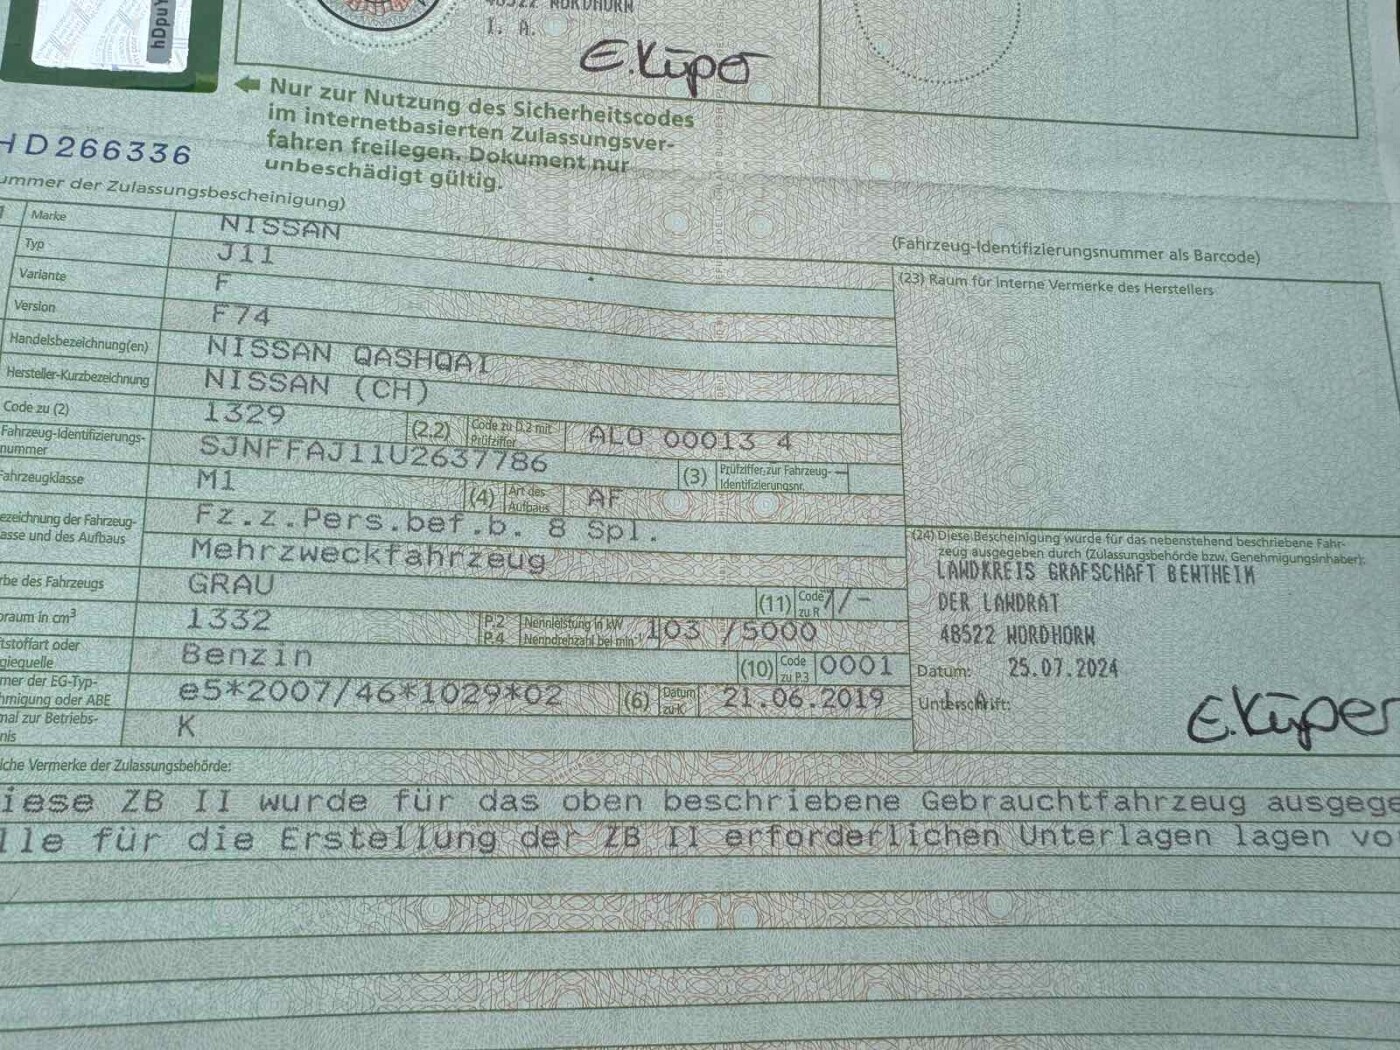 48522 NORDHORN
I. A.
E.Küper
hDpu
Nur zur Nutzung des Sicherheitscodes
im internetbasierten Zulassungsver-
fahren freilegen. Dokument nur
unbeschädigt gültig.
HD266336
ummer der Zulassungsbescheinigung)
(Fahrzeug-Identifizierungsnummer als Barcode)
Marke NISSAN
Typ J11
Variante F
Version F74
Handelsbezeichnung(en) NISSAN QASHQAI
Hersteller-Kurzbezeichnung NISSAN (CH)
Code zu (2) 1329 (2.2) Code zu D.2 mit Prüfziffer ALO 00013 4
Fahrzeug-Identifizierungs-
nummer SJNFFAJ11U2637786 (3) Prüfziffer zur Fahrzeug-Identifizierungsnr. —
Fahrzeugklasse M1 (4) Art des Aufbaus AF
ezeichnung der Fahrzeug-
asse und des Aufbaus
Fz.z.Pers.bef.b. 8 Spl.
Mehrzweckfahrzeug
rbe des Fahrzeugs GRAU (11) Code zu R 7/-
braum in cm³ 1332 P.2 P.4 Nennleistung in kW Nenndrehzahl bei min⁻¹ 103 /5000
tstoffart oder
giequelle Benzin (10) Code zu P.3 0001
mer der EG-Typ-
hmigung oder ABE e5*2007/46*1029*02 (6) Datum zu K 21.06.2019
mal zur Betriebs-
nis K
(23) Raum für interne Vermerke des Herstellers
(24) Diese Bescheinigung wurde für das nebenstehend beschriebene Fahr-
zeug ausgegeben durch (Zulassungsbehörde bzw. Genehmigungsinhaber):
LANDKREIS GRAFSCHAFT BENTHEIM
DER LANDRAT
48522 NORDHORN
Datum: 25.07.2024
Unterschrift: I.A.
E.Küper
liche Vermerke der Zulassungsbehörde:
iese ZB II wurde für das oben beschriebene Gebrauchtfahrzeug ausgege
lle für die Erstellung der ZB II erforderlichen Unterlagen lagen vo